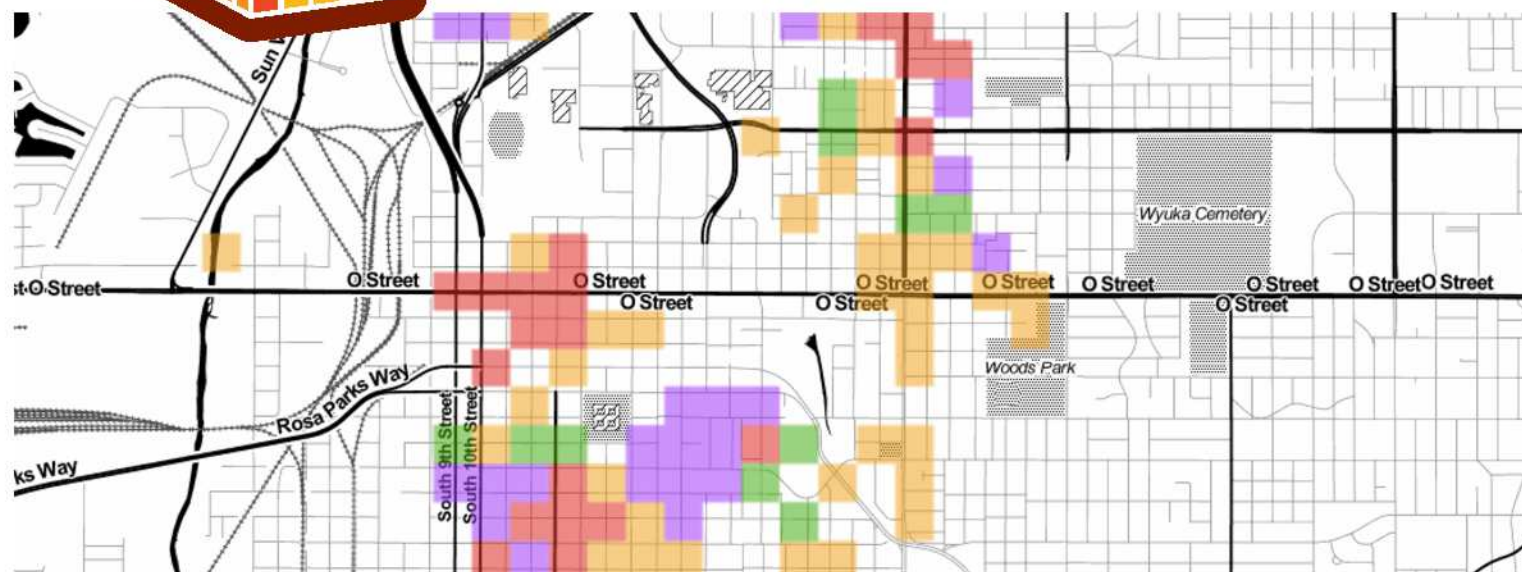 Sun V
Wyuka Cemetery
st O Street
O Street
O Street
O Street
O Street
O Street
O Street
O Street
O Street
O Street
O Street
O Street
Woods Park
Rosa Parks Way
South 9th Street
South 10th Street
ks Way